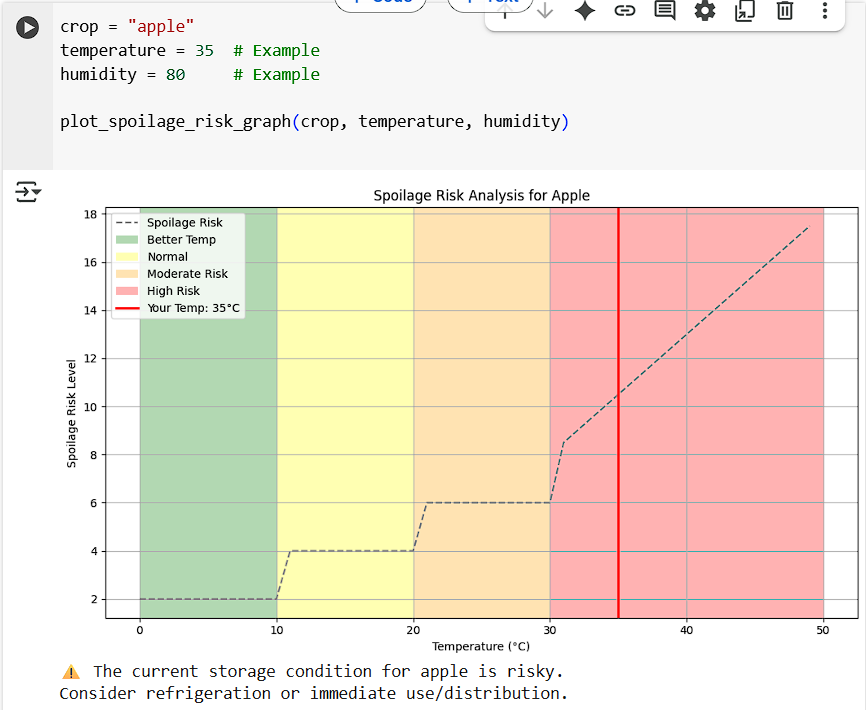 Code
Text
crop = "apple"
temperature = 35  # Example
humidity = 80     # Example
plot_spoilage_risk_graph(crop, temperature, humidity)
Spoilage Risk Analysis for Apple
Spoilage Risk
Better Temp
Normal
Moderate Risk
High Risk
Your Temp: 35°C
Spoilage Risk Level
18
16
14
12
10
8
6
4
2
0 10 20 30 40 50
Temperature (°C)
⚠️ The current storage condition for apple is risky.
Consider refrigeration or immediate use/distribution.